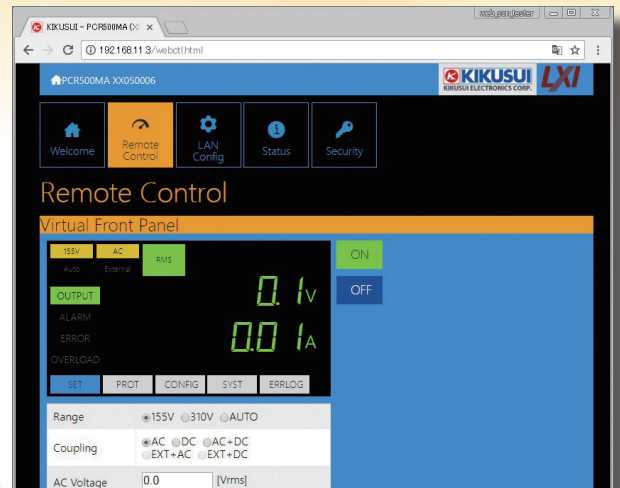 web_pcr_tester
KIKUSUI - PCR500MA (X
192.168.11.3/webctl.html
PCR500MA XX050006
KIKUSUI LXI
KIKUSUI ELECTRONICS CORP.
Welcome
Remote Control
LAN Config
Status
Security
Remote Control
Virtual Front Panel
155V AC RMS
Auto External
ON
OUTPUT 0.1 V
OFF
ALARM
ERROR 0.01 A
OVERLOAD
SET PROT CONFIG SYST ERRLOG
Range 155V 310V AUTO
Coupling AC DC AC+DC
EXT+AC EXT+DC
AC Voltage 0.0 [Vrms]